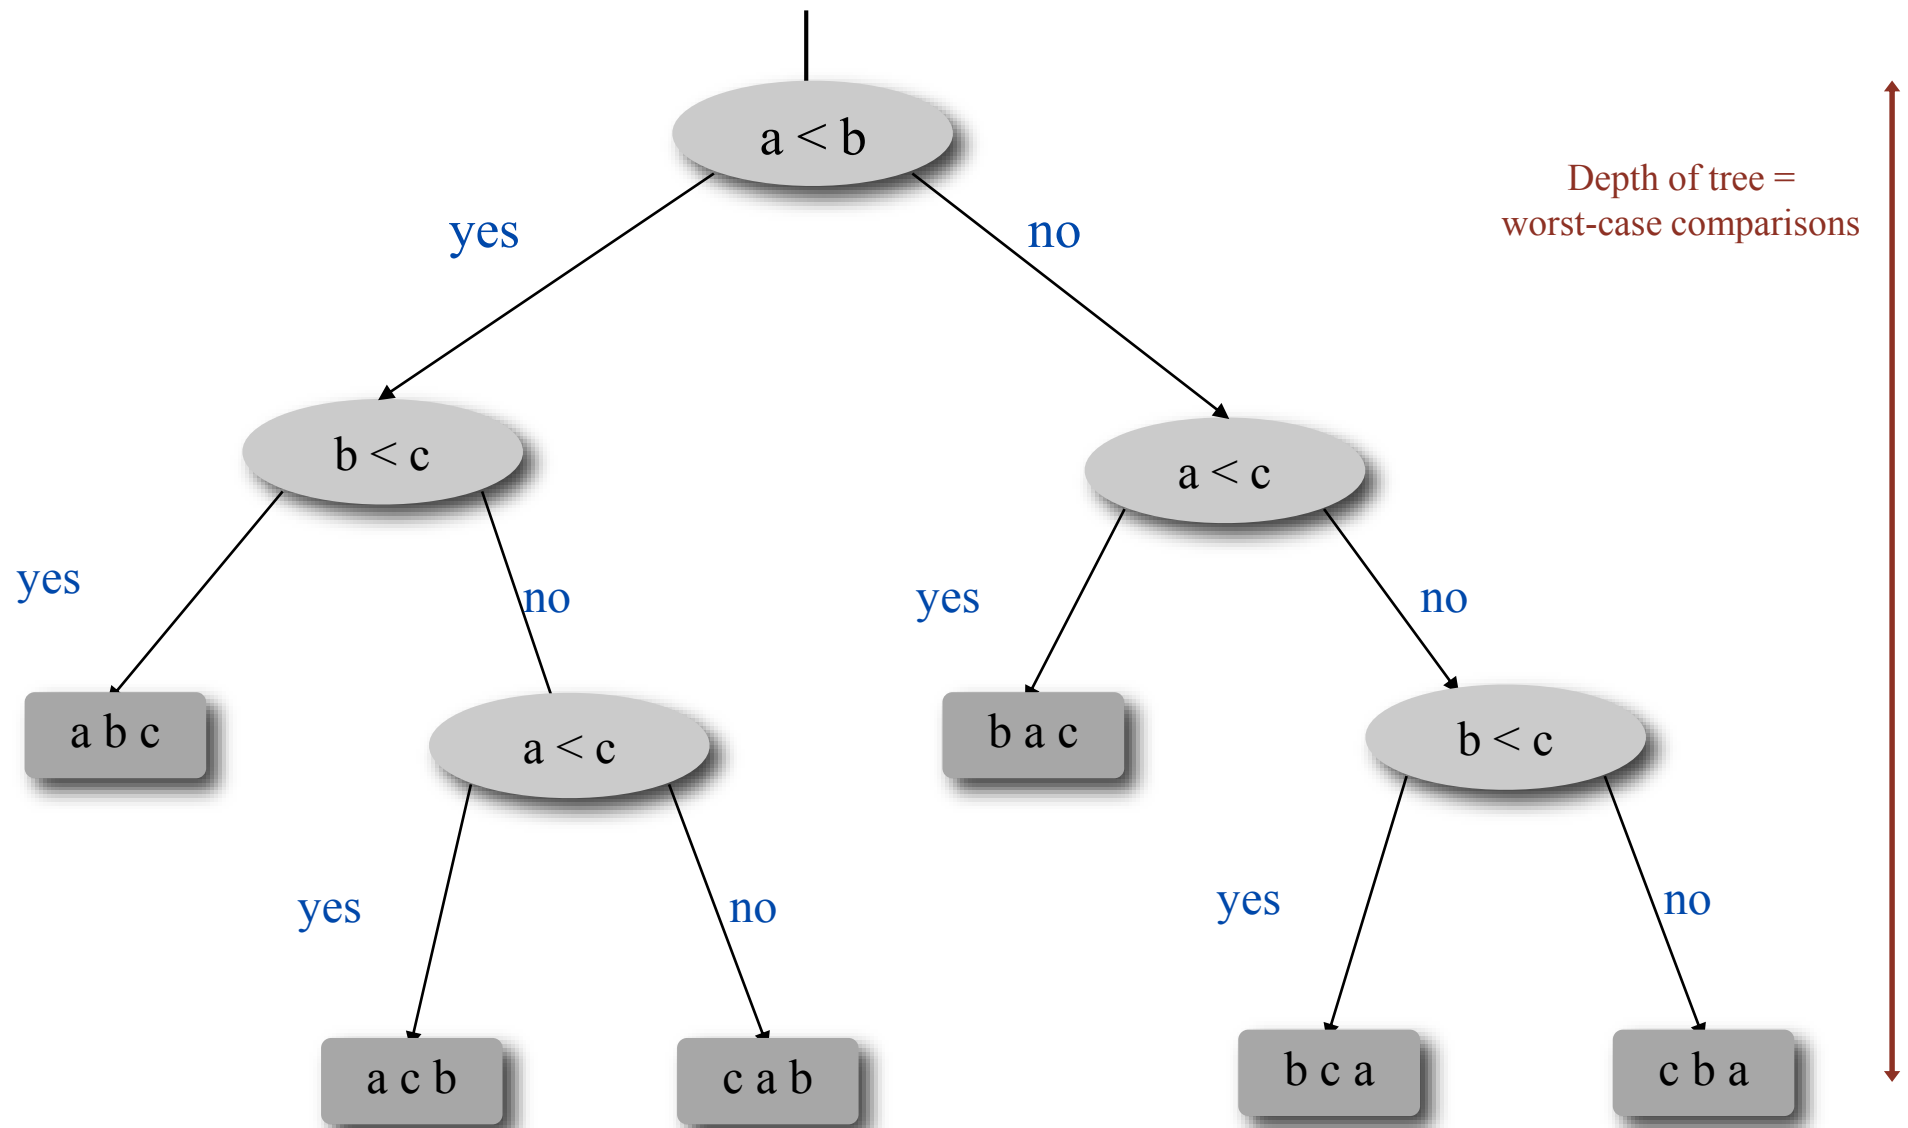 a < b
Depth of tree =
worst-case comparisons
yes
no
b < c
a < c
yes
no
yes
no
a b c
a < c
b a c
b < c
yes
no
yes
no
a c b
c a b
b c a
c b a